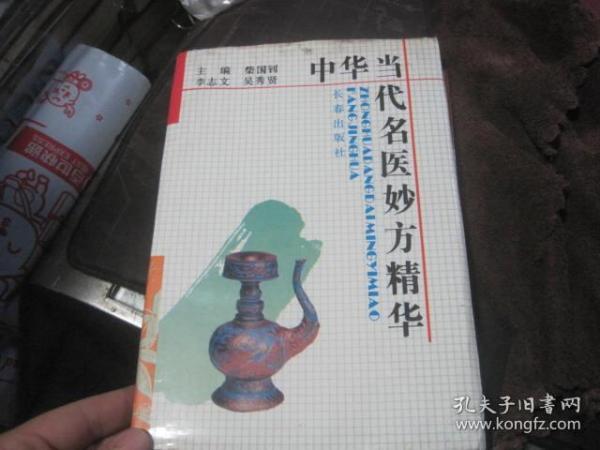 主 编 柴国钊
李志文 吴秀贤
中华当代名医妙方精华
ZHONGHUADANGDAIMINGYIMIAO
FANGJINGHUA
长春出版社
孔夫子旧书网
www.kongfz.com